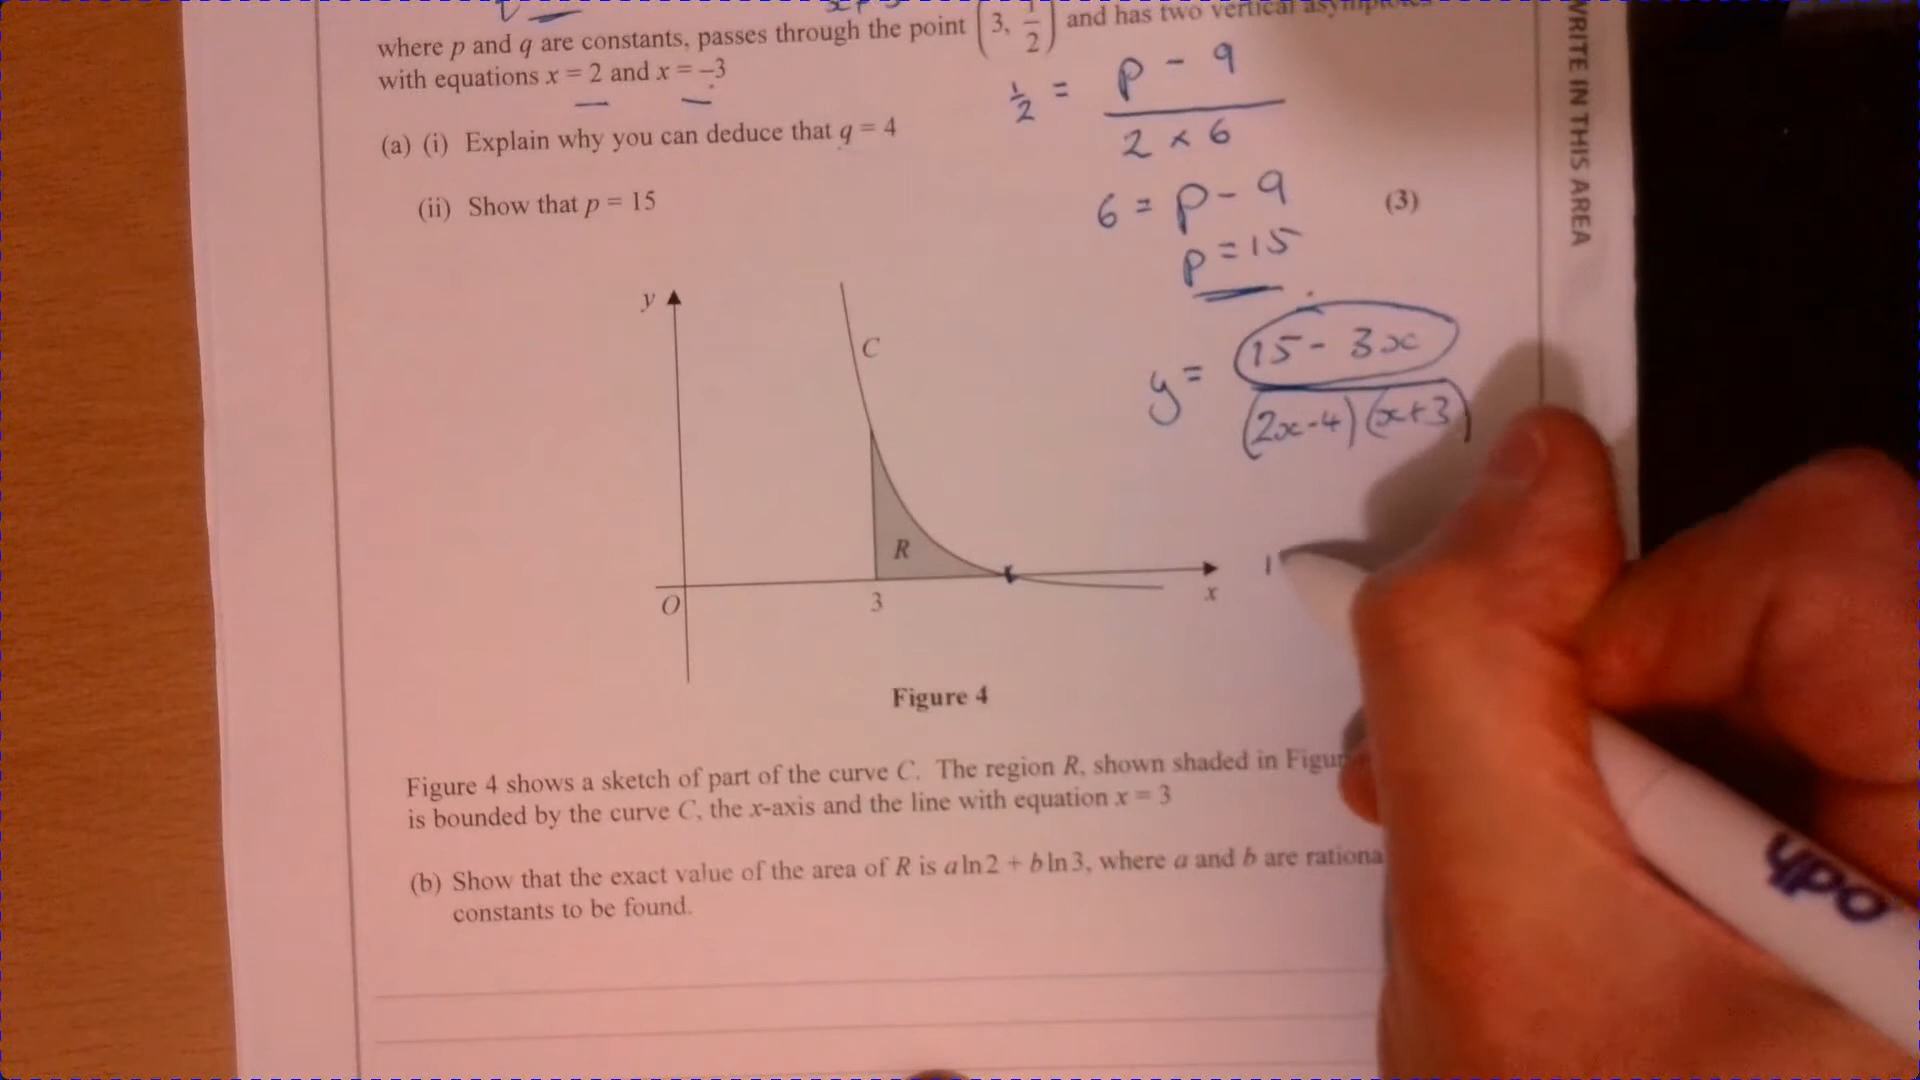 where p and q are constants, passes through the point (3, 1/2) and has two vertical asymptotes
with equations x = 2 and x = –3
1/2 = (p - 9)/(2 × 6)
(a) (i) Explain why you can deduce that q = 4
(ii) Show that p = 15
6 = p - 9
(3)
p = 15
y = (15 - 3x)/((2x-4)(x+3))
y
C
R
O
3
x
Figure 4
Figure 4 shows a sketch of part of the curve C. The region R, shown shaded in Figur
is bounded by the curve C, the x-axis and the line with equation x = 3
(b) Show that the exact value of the area of R is a ln 2 + b ln 3, where a and b are rationa
constants to be found.
WRITE IN THIS AREA
ypo